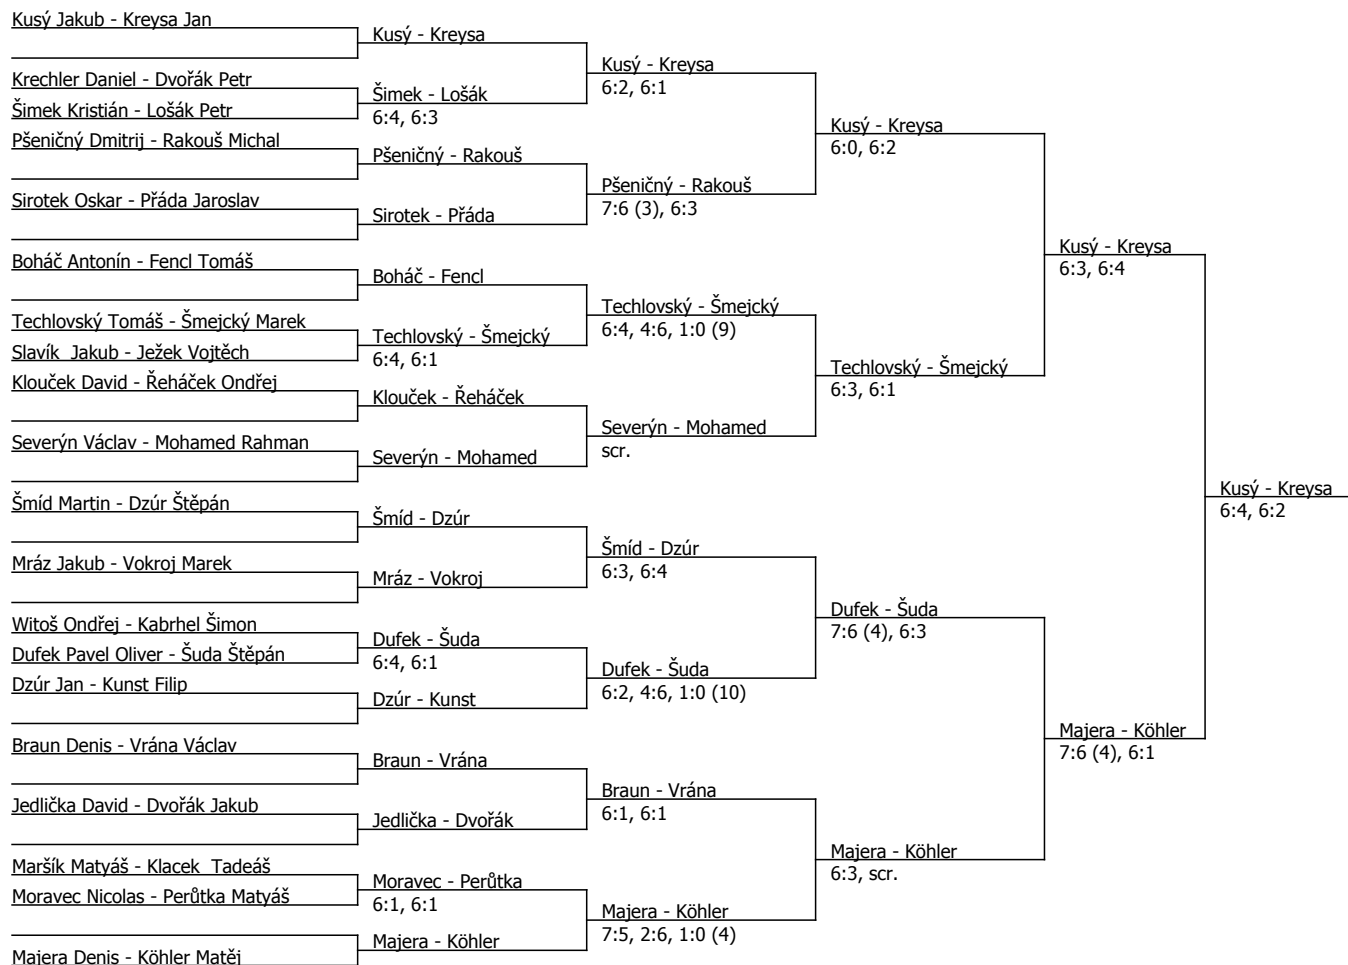 Kusý Jakub - Kreysa Jan
Krechler Daniel - Dvořák Petr
Šimek Kristián - Lošák Petr
Pšeničný Dmitrij - Rakouš Michal
Sirotek Oskar - Přáda Jaroslav
Boháč Antonín - Fencl Tomáš
Techlovský Tomáš - Šmejcký Marek
Slavík  Jakub - Ježek Vojtěch
Klouček David - Řeháček Ondřej
Severýn Václav - Mohamed Rahman
Šmíd Martin - Dzúr Štěpán
Mráz Jakub - Vokroj Marek
Witoš Ondřej - Kabrhel Šimon
Dufek Pavel Oliver - Šuda Štěpán
Dzúr Jan - Kunst Filip
Braun Denis - Vrána Václav
Jedlička David - Dvořák Jakub
Maršík Matyáš - Klacek  Tadeáš
Moravec Nicolas - Perůtka Matyáš
Majera Denis - Köhler Matěj
Kusý - Kreysa
Šimek - Lošák
6:4, 6:3
Pšeničný - Rakouš
Sirotek - Přáda
Boháč - Fencl
Techlovský - Šmejcký
6:4, 6:1
Klouček - Řeháček
Severýn - Mohamed
Šmíd - Dzúr
Mráz - Vokroj
Dufek - Šuda
6:4, 6:1
Dzúr - Kunst
Braun - Vrána
Jedlička - Dvořák
Moravec - Perůtka
6:1, 6:1
Majera - Köhler
Kusý - Kreysa
6:2, 6:1
Pšeničný - Rakouš
7:6 (3), 6:3
Techlovský - Šmejcký
6:4, 4:6, 1:0 (9)
Severýn - Mohamed
scr.
Šmíd - Dzúr
6:3, 6:4
Dufek - Šuda
6:2, 4:6, 1:0 (10)
Braun - Vrána
6:1, 6:1
Majera - Köhler
7:5, 2:6, 1:0 (4)
Kusý - Kreysa
6:0, 6:2
Techlovský - Šmejcký
6:3, 6:1
Dufek - Šuda
7:6 (4), 6:3
Majera - Köhler
6:3, scr.
Kusý - Kreysa
6:3, 6:4
Majera - Köhler
7:6 (4), 6:1
Kusý - Kreysa
6:4, 6:2